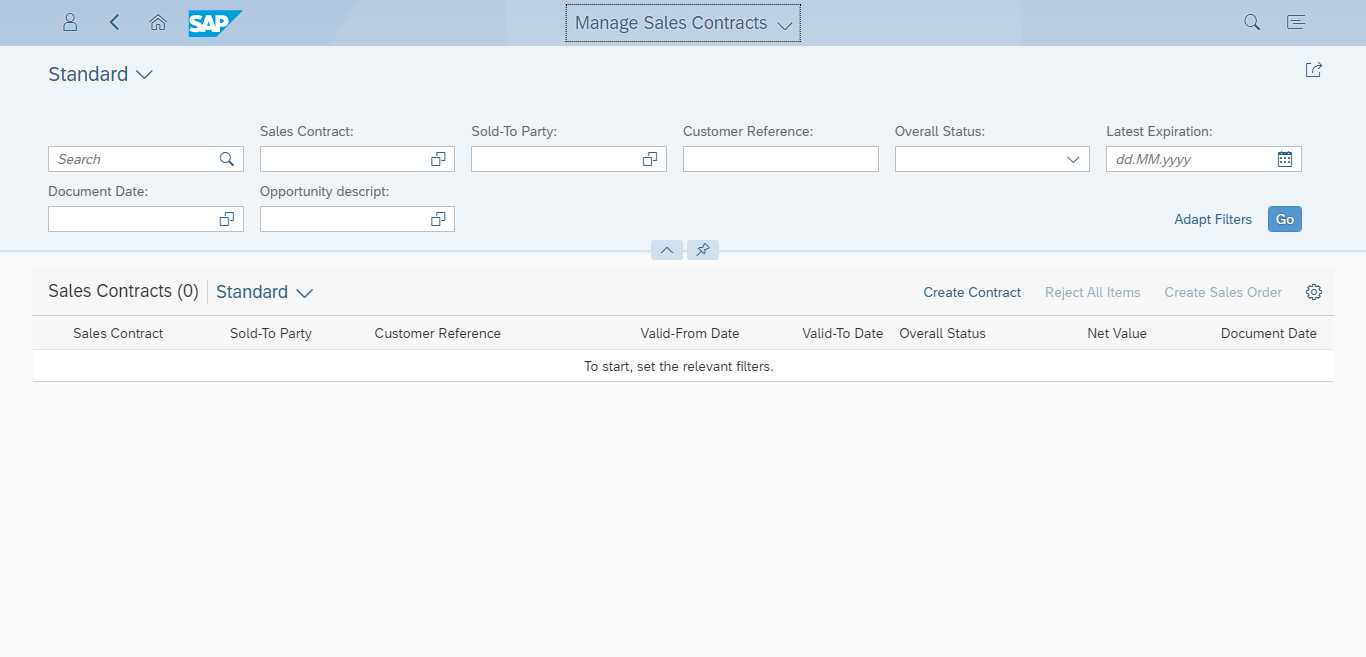 SAP
Manage Sales Contracts
Standard
Sales Contract: Sold-To Party: Customer Reference: Overall Status: Latest Expiration:
Search dd.MM.yyyy
Document Date: Opportunity descript:
Adapt Filters Go
Sales Contracts (0) Standard Create Contract Reject All Items Create Sales Order
Sales Contract Sold-To Party Customer Reference Valid-From Date Valid-To Date Overall Status Net Value Document Date
To start, set the relevant filters.